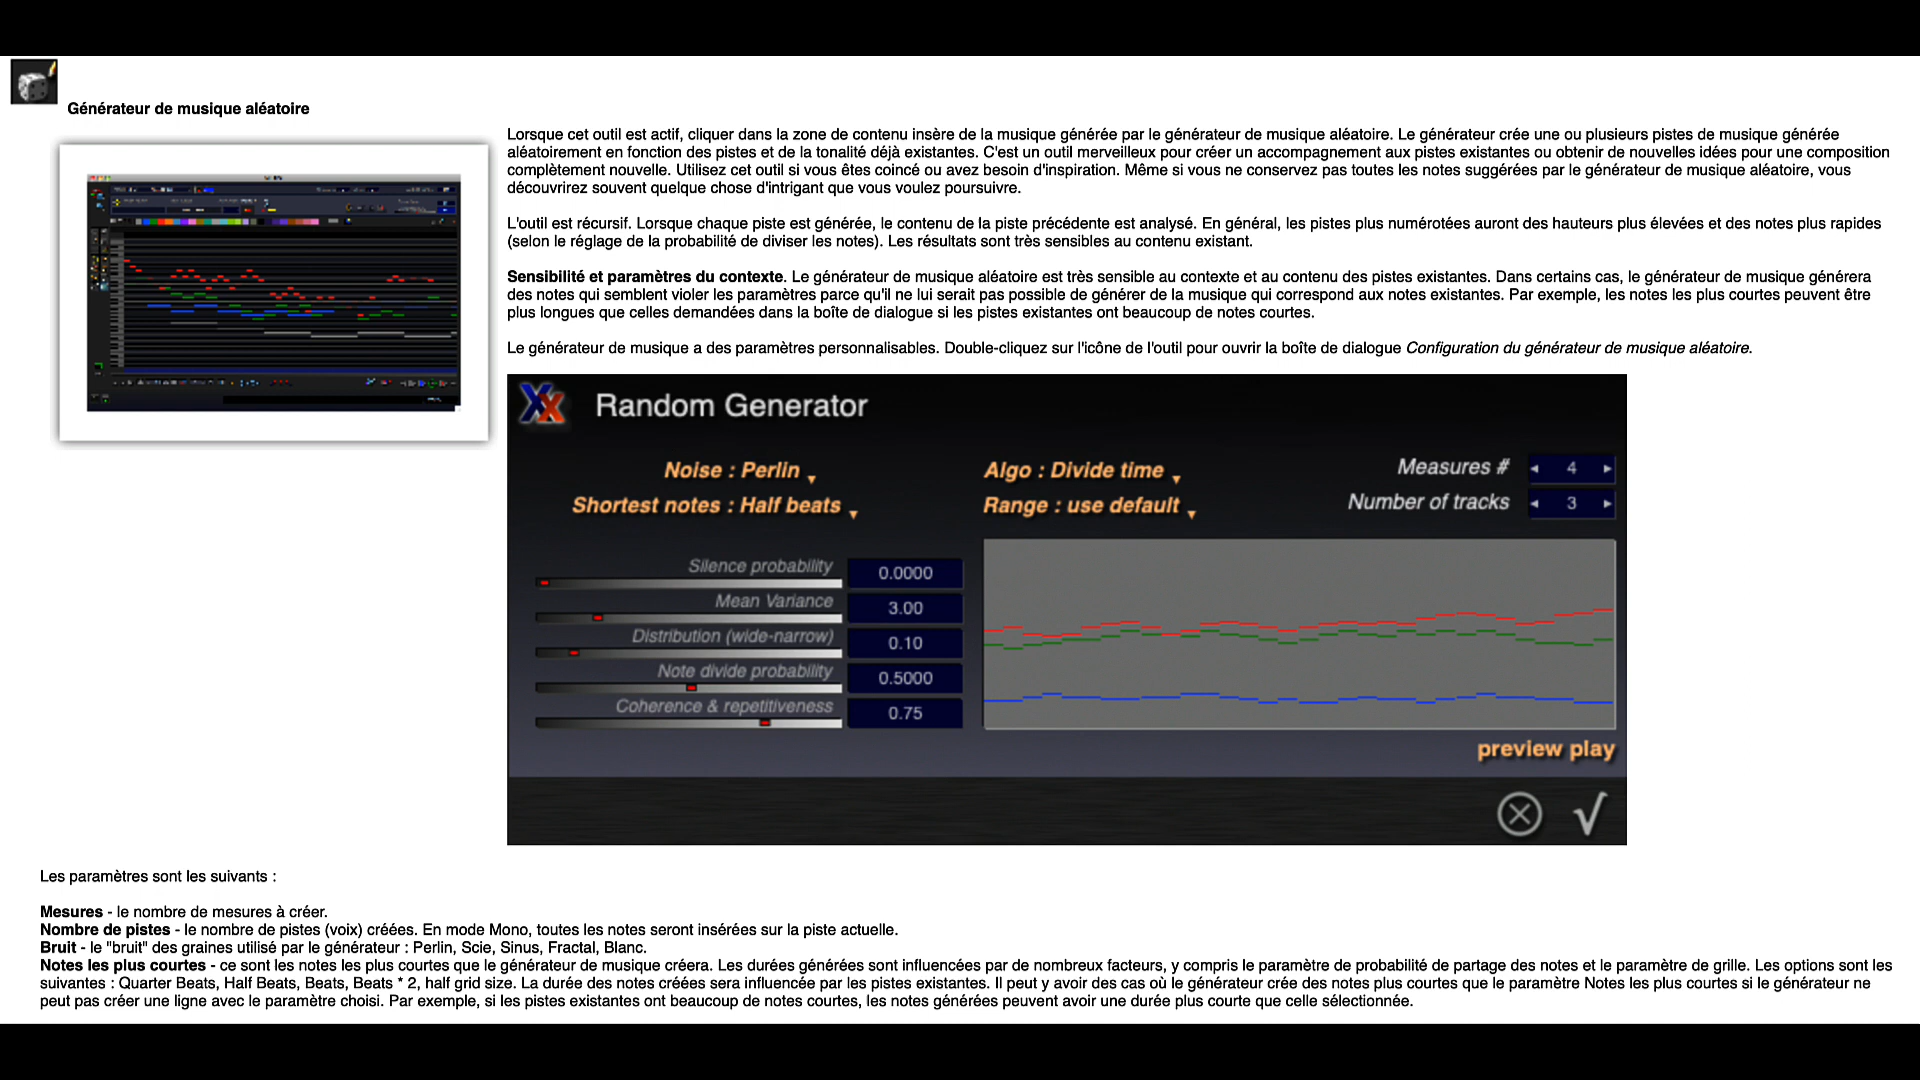 Générateur de musique aléatoire
Lorsque cet outil est actif, cliquer dans la zone de contenu insère de la musique générée par le générateur de musique aléatoire. Le générateur crée une ou plusieurs pistes de musique générée
aléatoirement en fonction des pistes et de la tonalité déjà existantes. C'est un outil merveilleux pour créer un accompagnement aux pistes existantes ou obtenir de nouvelles idées pour une composition
complètement nouvelle. Utilisez cet outil si vous êtes coincé ou avez besoin d'inspiration. Même si vous ne conservez pas toutes les notes suggérées par le générateur de musique aléatoire, vous
découvrirez souvent quelque chose d'intrigant que vous voulez poursuivre.
L'outil est récursif. Lorsque chaque piste est générée, le contenu de la piste précédente est analysé. En général, les pistes plus numérotées auront des hauteurs plus élevées et des notes plus rapides
(selon le réglage de la probabilité de diviser les notes). Les résultats sont très sensibles au contenu existant.
Sensibilité et paramètres du contexte. Le générateur de musique aléatoire est très sensible au contexte et au contenu des pistes existantes. Dans certains cas, le générateur de musique générera
des notes qui semblent violer les paramètres parce qu'il ne lui serait pas possible de générer de la musique qui correspond aux notes existantes. Par exemple, les notes les plus courtes peuvent être
plus longues que celles demandées dans la boîte de dialogue si les pistes existantes ont beaucoup de notes courtes.
Le générateur de musique a des paramètres personnalisables. Double-cliquez sur l'icône de l'outil pour ouvrir la boîte de dialogue Configuration du générateur de musique aléatoire.
Random Generator
Noise : Perlin
Algo : Divide time
Measures # 4
Shortest notes : Half beats
Range : use default
Number of tracks 3
Silence probability 0.0000
Mean Variance 3.00
Distribution (wide-narrow) 0.10
Note divide probability 0.5000
Coherence & repetitiveness 0.75
preview play
Les paramètres sont les suivants :
Mesures - le nombre de mesures à créer.
Nombre de pistes - le nombre de pistes (voix) créées. En mode Mono, toutes les notes seront insérées sur la piste actuelle.
Bruit - le "bruit" des graines utilisé par le générateur : Perlin, Scie, Sinus, Fractal, Blanc.
Notes les plus courtes - ce sont les notes les plus courtes que le générateur de musique créera. Les durées générées sont influencées par de nombreux facteurs, y compris le paramètre de probabilité de partage des notes et le paramètre de grille. Les options sont les
suivantes : Quarter Beats, Half Beats, Beats, Beats * 2, half grid size. La durée des notes créées sera influencée par les pistes existantes. Il peut y avoir des cas où le générateur crée des notes plus courtes que le paramètre Notes les plus courtes si le générateur ne
peut pas créer une ligne avec le paramètre choisi. Par exemple, si les pistes existantes ont beaucoup de notes courtes, les notes générées peuvent avoir une durée plus courte que celle sélectionnée.